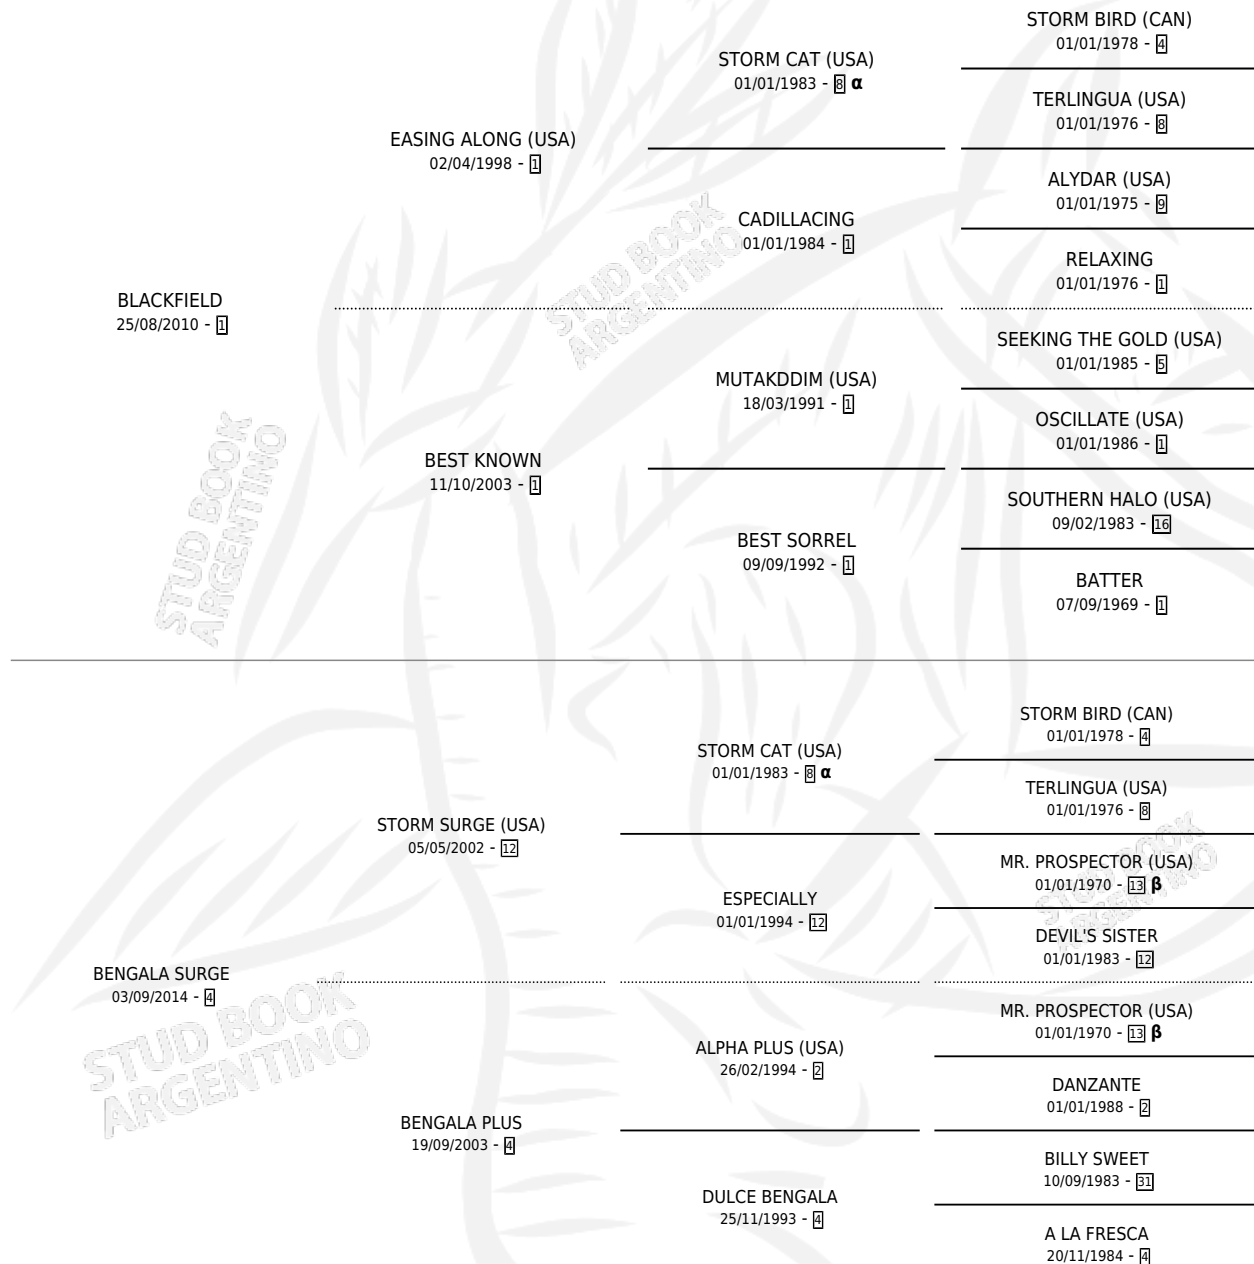 STORM BIRD (CAN)
01/01/1978 - 4
STORM CAT (USA)
01/01/1983 - 8 α
TERLINGUA (USA)
01/01/1976 - 8
EASING ALONG (USA)
02/04/1998 - 1
ALYDAR (USA)
01/01/1975 - 9
CADILLACING
01/01/1984 - 1
RELAXING
01/01/1976 - 1
BLACKFIELD
25/08/2010 - 1
SEEKING THE GOLD (USA)
01/01/1985 - 5
MUTAKDDIM (USA)
18/03/1991 - 1
OSCILLATE (USA)
01/01/1986 - 1
BEST KNOWN
11/10/2003 - 1
SOUTHERN HALO (USA)
09/02/1983 - 16
BEST SORREL
09/09/1992 - 1
BATTER
07/09/1969 - 1
STORM BIRD (CAN)
01/01/1978 - 4
STORM CAT (USA)
01/01/1983 - 8 α
TERLINGUA (USA)
01/01/1976 - 8
STORM SURGE (USA)
05/05/2002 - 12
MR. PROSPECTOR (USA)
01/01/1970 - 13 β
ESPECIALLY
01/01/1994 - 12
DEVIL'S SISTER
01/01/1983 - 12
BENGALA SURGE
03/09/2014 - 4
MR. PROSPECTOR (USA)
01/01/1970 - 13 β
ALPHA PLUS (USA)
26/02/1994 - 2
DANZANTE
01/01/1988 - 2
BENGALA PLUS
19/09/2003 - 4
BILLY SWEET
10/09/1983 - 31
DULCE BENGALA
25/11/1993 - 4
A LA FRESCA
20/11/1984 - 4
STUD BOOK
ARGENTINO
STUD BOOK
ARGENTINO
STUD BOOK
ARGENTINO
STUD BOOK
ARGENTINO